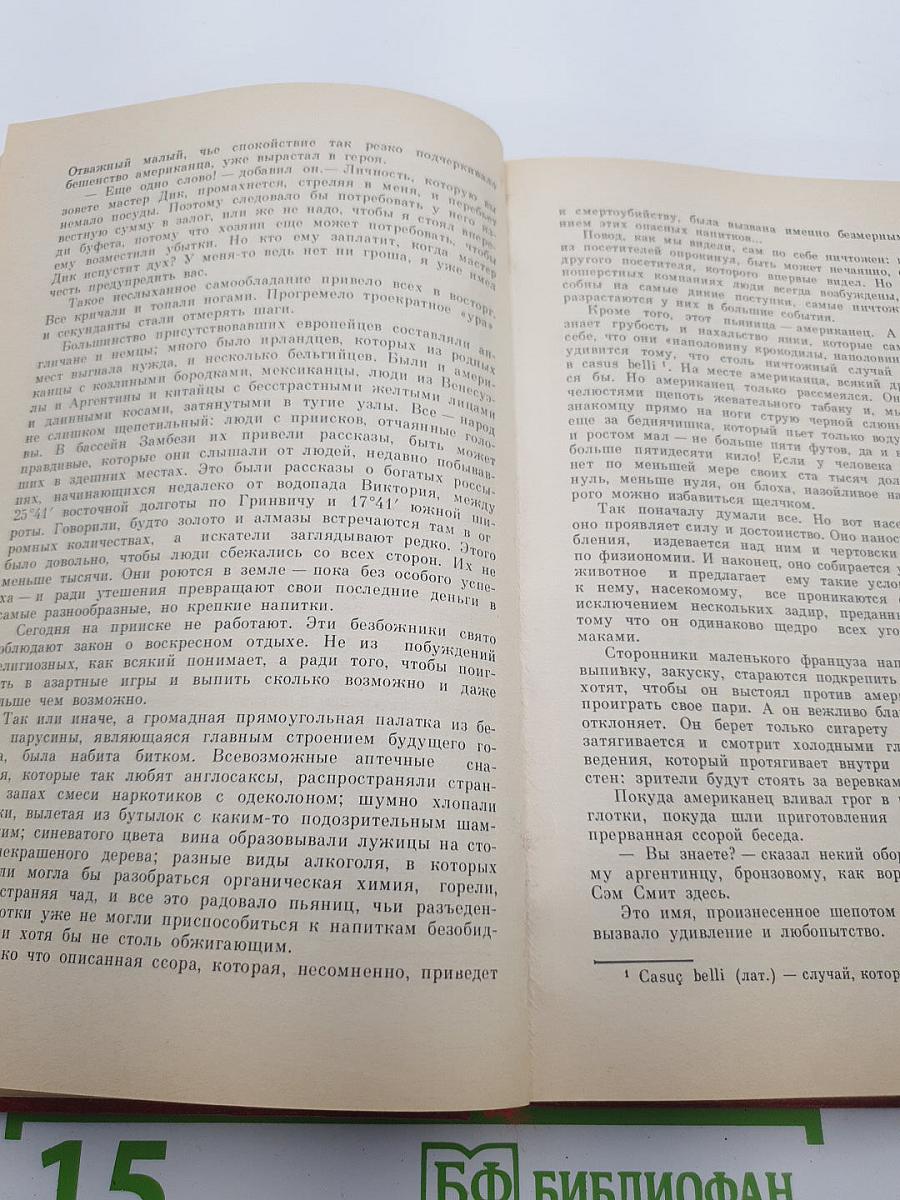 Отважный малый, чье спокойствие так резко подчеркивало
бешенство американца, уже вырастал в героя.
— Еще одно слово! — добавил он.— Личность, которую вы
зовете мастер Дик, промахнется, стреляя в меня, и перебьет
немало посуды. Поэтому следовало бы потребовать у него из-
вестную сумму в залог, или же не надо, чтобы я стоял впере-
ди буфета, потому что хозяин еще может потребовать, чтобы
ему возместили убытки. Но кто ему заплатит, когда мастер
Дик испустит дух? У меня-то ведь нет ни гроша, я уже имел
честь предупредить вас.
Такое неслыханное самообладание привело всех в восторг.
Все кричали и топали ногами. Прогремело троекратное «ура»
и секунданты стали отмерять шаги.
Большинство присутствовавших европейцев составляли ан-
гличане и немцы; много было ирландцев, которых из родных
мест выгнала нужда, и несколько бельгийцев. Были и амери-
канцы с козлиными бородками, мексиканцы, люди из Венесуэ-
лы и Аргентины и китайцы с бесстрастными желтыми лицами
и длинными косами, затянутыми в тугие узлы. Все — народ
не слишком щепетильный: люди с приисков, отчаянные голо-
вы. В бассейн Замбези их привели рассказы, быть может
правдивые, которые они слышали от людей, недавно побывав-
ших в здешних местах. Это были рассказы о богатых россы-
пях, начинающихся недалеко от водопада Виктория, между
25°41′ восточной долготы по Гринвичу и 17°41′ южной ши-
роты. Говорили, будто золото и алмазы встречаются там в ог
ромных количествах, а искатели заглядывают редко. Этого
было довольно, чтобы люди сбежались со всех сторон. Их не
меньше тысячи. Они роются в земле — пока без особого успе-
ха — и ради утешения превращают свои последние деньги в
самые разнообразные, но крепкие напитки.
Сегодня на прииске не работают. Эти безбожники свято
облюдают закон о воскресном отдыхе. Не из побуждений
елигиозных, как всякий понимает, а ради того, чтобы поиг-
ть в азартные игры и выпить сколько возможно и даже
льше чем возможно.
Так или иначе, а громадная прямоугольная палатка из бе-
парусины, являющаяся главным строением будущего го-
а, была набита битком. Всевозможные аптечные сна-
я, которые так любят англосаксы, распространяли стран-
запах смеси наркотиков с одеколоном; шумно хлопали
ки, вылетая из бутылок с каким-то подозрительным шам-
им; синеватого цвета вина образовывали лужицы на сто-
некрашеного дерева; разные виды алкоголя, в которых
ли могла бы разобраться органическая химия, горели,
страняя чад, и все это радовало пьяниц, чьи разъеден-
отки уже не могли приспособиться к напиткам безобид-
и хотя бы не столь обжигающим.
ко что описанная ссора, которая, несомненно, приведет
и смертоубийству, была вызвана именно безмерным
нием этих опасных напитков...
Повод, как мы видели, сам по себе ничтожен:
из посетителей опрокинул, быть может нечаянно,
другого посетителя, которого впервые видел. Но
пошерстных компаниях люди всегда возбуждены,
собны на самые дикие поступки, самые ничтож
разрастаются у них в большие события.
Кроме того, этот пьяница — американец. А
знает грубость и нахальство янки, которые сам
себе, что они «наполовину крокодилы, наполовин
удивится тому, что столь ничтожный случай
в casus belli ¹. На месте американца, всякий др
ся бы. Но американец только рассмеялся. Он
челюстями щепоть жевательного табаку и, мы
знакомцу прямо на ноги струю черной слюны
еще за беднячишка, который пьет только воду
и ростом мал — не больше пяти футов, да и в
больше пятидесяти кило! Если у человека
нет по меньшей мере своих ста тысяч дол
нуль, меньше нуля, он блоха, назойливое на
рого можно избавиться щелчком.
Так поначалу думали все. Но вот насе
оно проявляет силу и достоинство. Оно нанос
бления, издевается над ним и чертовски
по физиономии. И наконец, оно собирается у
животное и предлагает ему такие усло
к нему, насекомому, все проникаются
исключением нескольких задир, преданн
тому что он одинаково щедро всех уго
маками.
Сторонники маленького француза нап
выпивку, закуску, стараются подкрепить
хотят, чтобы он выстоял против амер
проиграть свое пари. А он вежливо бла
отклоняет. Он берет только сигарету
затягивается и смотрит холодными гл
ведения, который протягивает внутри
стен: зрители будут стоять за веревкам
Покуда американец вливал грог в
глотки, покуда шли приготовления
прерванная ссорой беседа.
— Вы знаете? — сказал некий обор
му аргентинцу, бронзовому, как вор
Сэм Смит здесь.
Это имя, произнесенное шепотом
вызвало удивление и любопытство.
¹ Casuç belli (лат.) — случай, котор
15
БФ БИБЛИОФАН